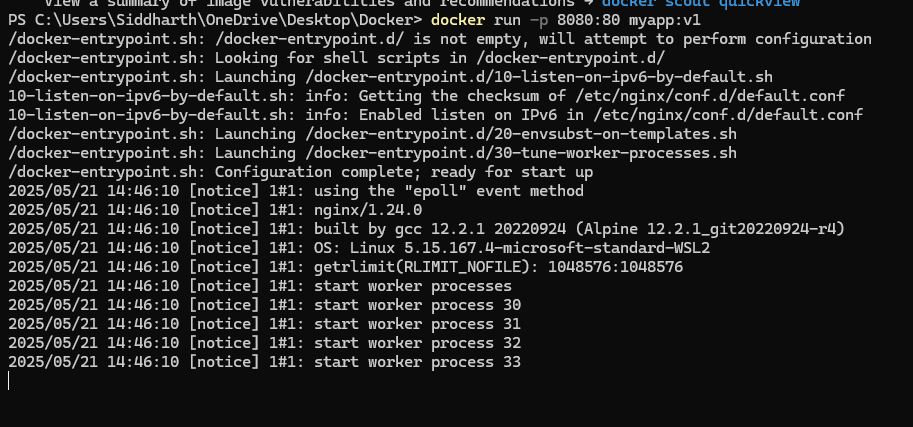 View a summary of image vulnerabilities and recommendations → docker scout quickview
PS C:\Users\Siddharth\OneDrive\Desktop\Docker> docker run -p 8080:80 myapp:v1
/docker-entrypoint.sh: /docker-entrypoint.d/ is not empty, will attempt to perform configuration
/docker-entrypoint.sh: Looking for shell scripts in /docker-entrypoint.d/
/docker-entrypoint.sh: Launching /docker-entrypoint.d/10-listen-on-ipv6-by-default.sh
10-listen-on-ipv6-by-default.sh: info: Getting the checksum of /etc/nginx/conf.d/default.conf
10-listen-on-ipv6-by-default.sh: info: Enabled listen on IPv6 in /etc/nginx/conf.d/default.conf
/docker-entrypoint.sh: Launching /docker-entrypoint.d/20-envsubst-on-templates.sh
/docker-entrypoint.sh: Launching /docker-entrypoint.d/30-tune-worker-processes.sh
/docker-entrypoint.sh: Configuration complete; ready for start up
2025/05/21 14:46:10 [notice] 1#1: using the "epoll" event method
2025/05/21 14:46:10 [notice] 1#1: nginx/1.24.0
2025/05/21 14:46:10 [notice] 1#1: built by gcc 12.2.1 20220924 (Alpine 12.2.1_git20220924-r4)
2025/05/21 14:46:10 [notice] 1#1: OS: Linux 5.15.167.4-microsoft-standard-WSL2
2025/05/21 14:46:10 [notice] 1#1: getrlimit(RLIMIT_NOFILE): 1048576:1048576
2025/05/21 14:46:10 [notice] 1#1: start worker processes
2025/05/21 14:46:10 [notice] 1#1: start worker process 30
2025/05/21 14:46:10 [notice] 1#1: start worker process 31
2025/05/21 14:46:10 [notice] 1#1: start worker process 32
2025/05/21 14:46:10 [notice] 1#1: start worker process 33